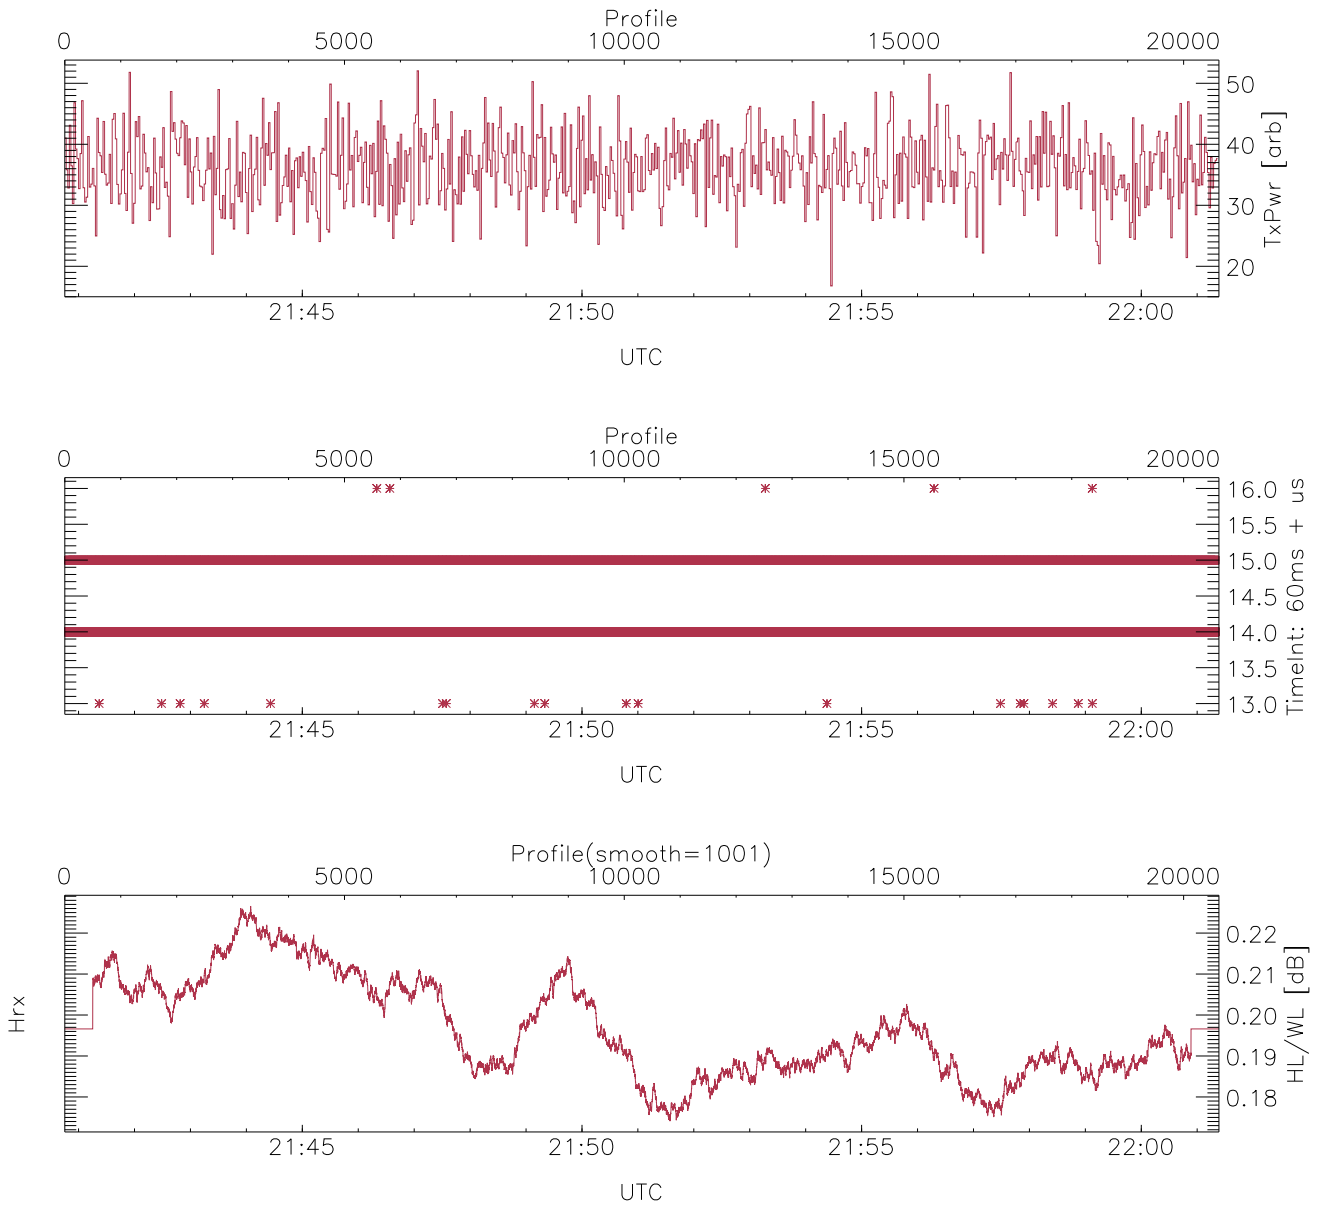 Profile
0 5000 10000 15000 20000
50
40
30
20
TxPwr [arb]
21:45 21:50 21:55 22:00
UTC
Profile
0 5000 10000 15000 20000
16.0
15.5
15.0
14.5
14.0
13.5
13.0
TimeInt: 60ms + us
21:45 21:50 21:55 22:00
UTC
Profile(smooth=1001)
0 5000 10000 15000 20000
Hrx
0.22
0.21
0.20
0.19
0.18
HL/WL [dB]
21:45 21:50 21:55 22:00
UTC